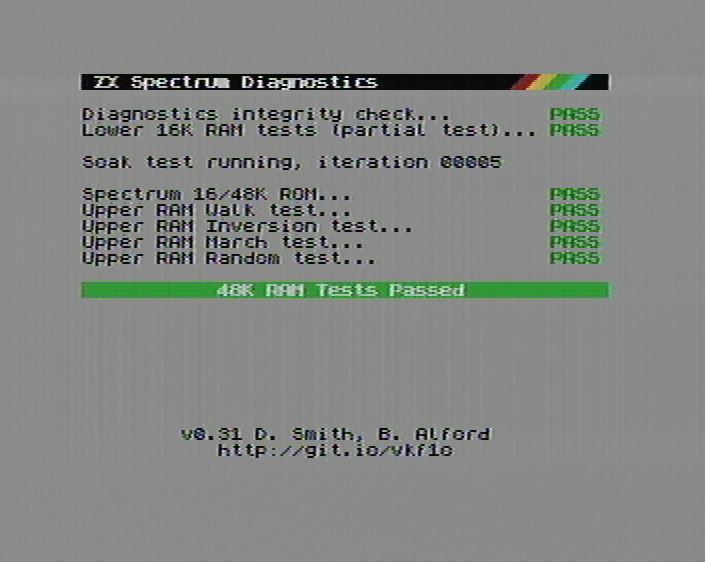 ZX Spectrum Diagnostics
Diagnostics integrity check... PASS
Lower 16K RAM tests (partial test)... PASS
Soak test running, iteration 00005
Spectrum 16/48K ROM... PASS
Upper RAM Walk test... PASS
Upper RAM Inversion test... PASS
Upper RAM March test... PASS
Upper RAM Random test... PASS
48K RAM Tests Passed
v0.31 D. Smith, B. Alford
http://git.io/vkf1o